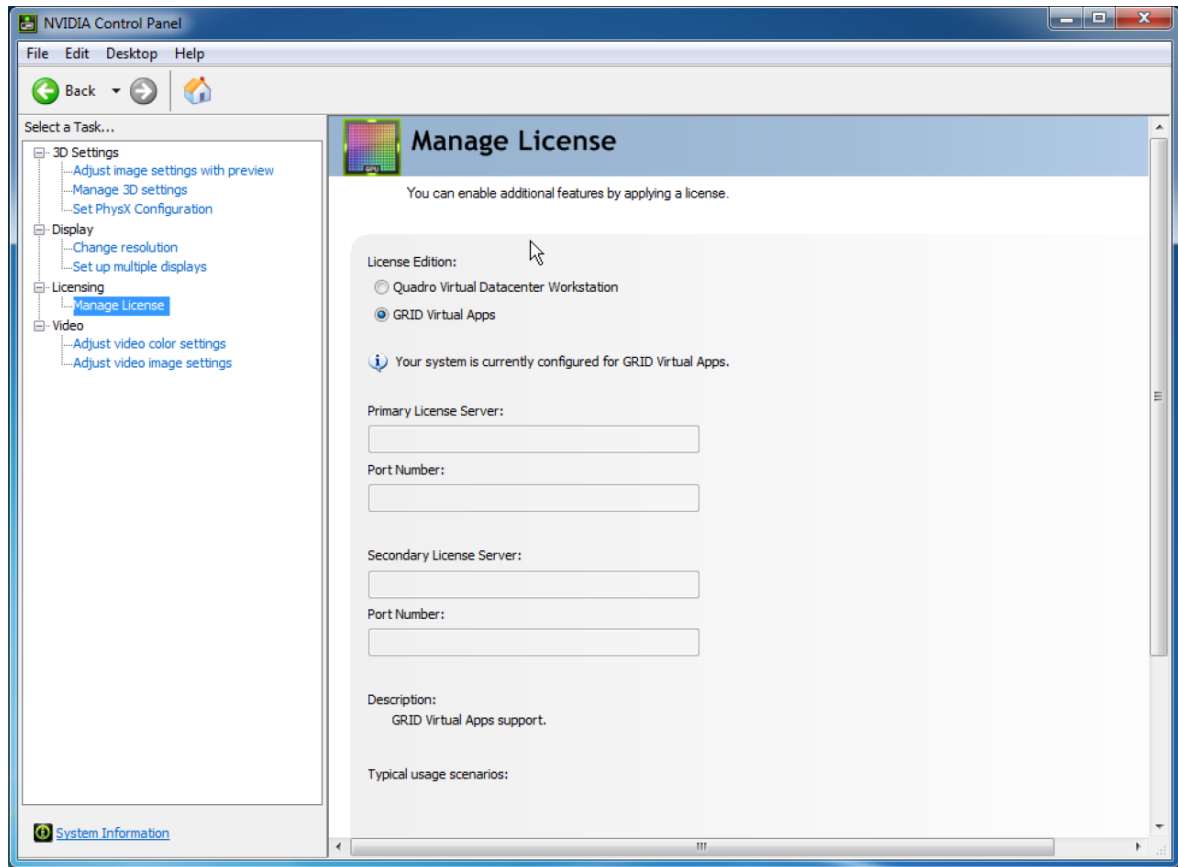 NVIDIA Control Panel
File Edit Desktop Help
Back
Select a Task...
3D Settings
Adjust image settings with preview
Manage 3D settings
Set PhysX Configuration
Display
Change resolution
Set up multiple displays
Licensing
Manage License
Video
Adjust video color settings
Adjust video image settings
System Information
GPU
Manage License
You can enable additional features by applying a license.
License Edition:
Quadro Virtual Datacenter Workstation
GRID Virtual Apps
Your system is currently configured for GRID Virtual Apps.
Primary License Server:
Port Number:
Secondary License Server:
Port Number:
Description:
GRID Virtual Apps support.
Typical usage scenarios: